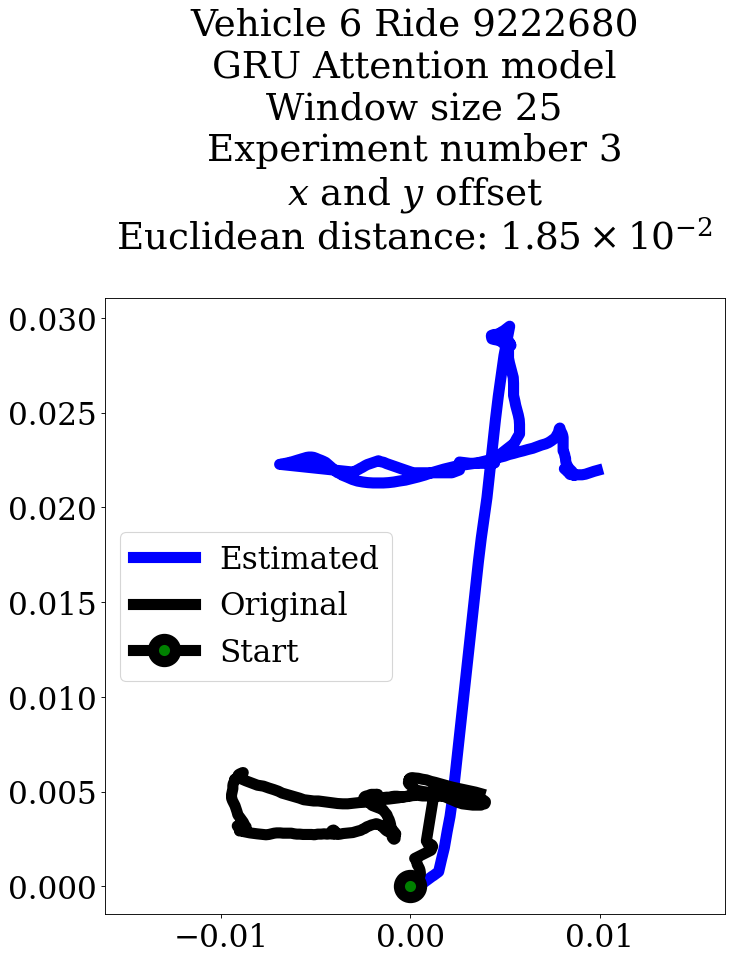 Vehicle 6 Ride 9222680
GRU Attention model
Window size 25
Experiment number 3
x and y offset
Euclidean distance: 1.85 × 10⁻²
0.030
0.025
0.020
0.015
0.010
0.005
0.000
Estimated
Original
Start
−0.01 0.00 0.01